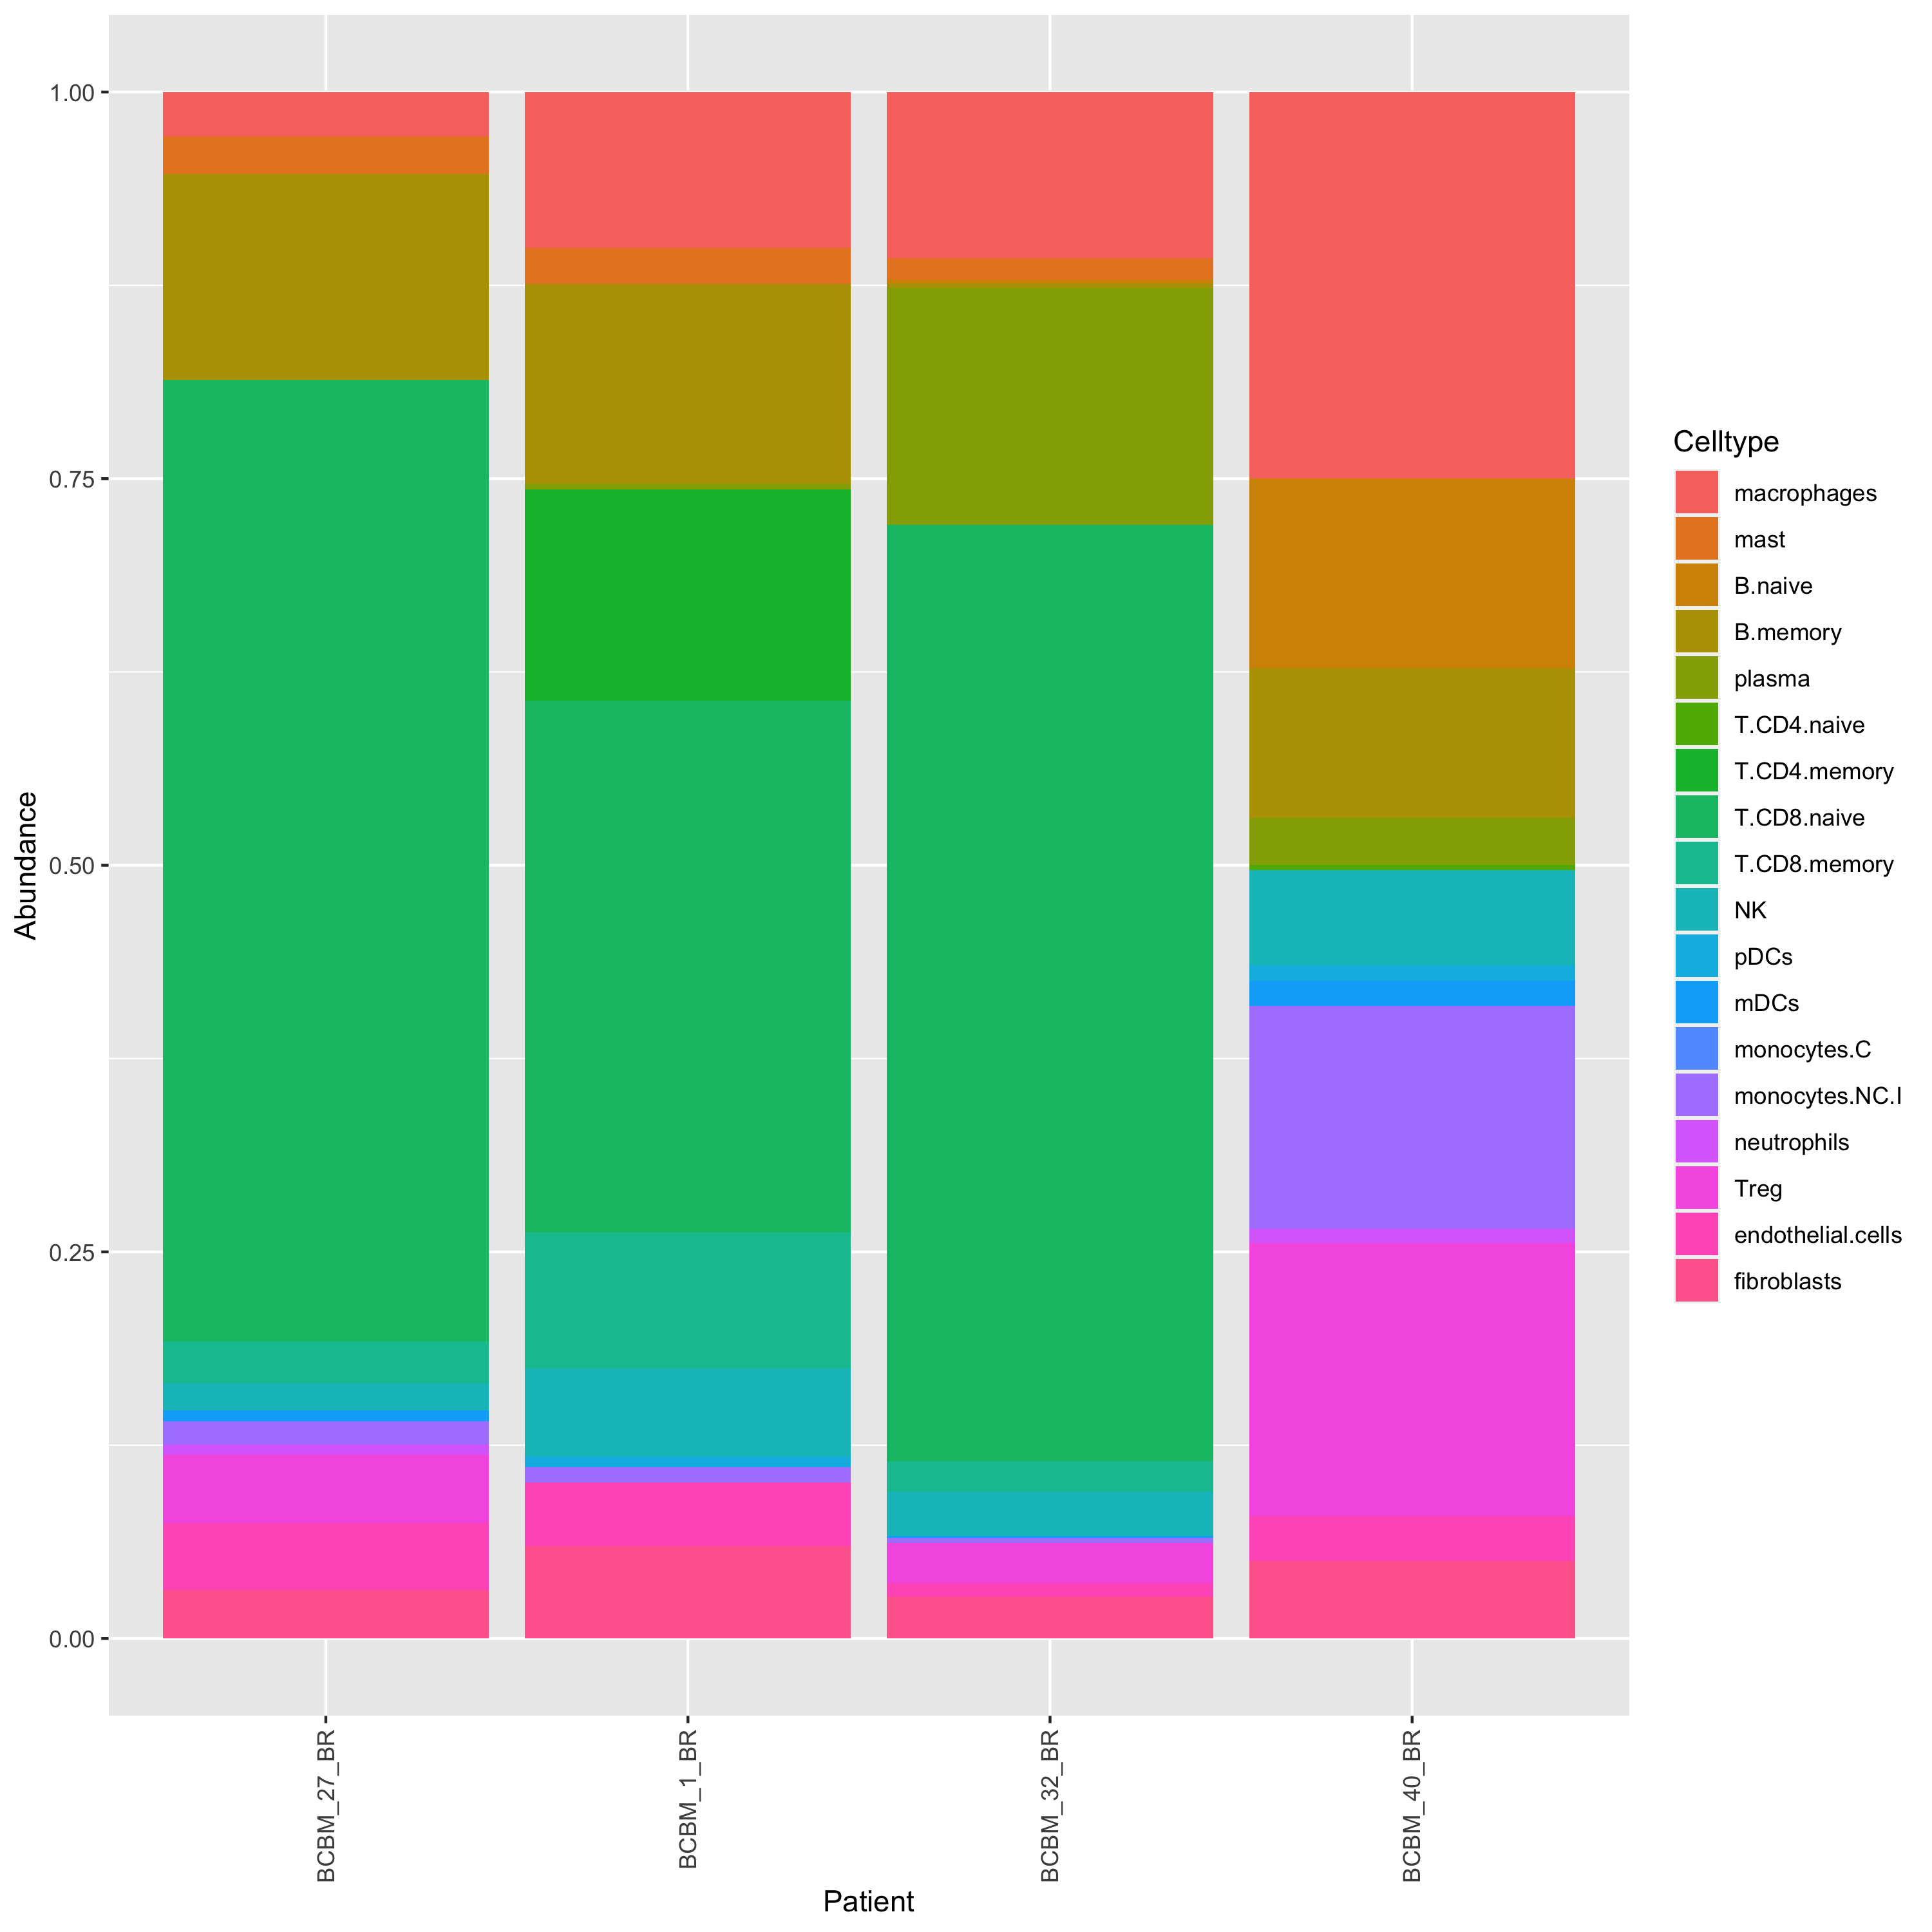 Abundance
1.00
0.75
0.50
0.25
0.00
BCBM_27_BR
BCBM_1_BR
BCBM_32_BR
BCBM_40_BR
Patient
Celltype
macrophages
mast
B.naive
B.memory
plasma
T.CD4.naive
T.CD4.memory
T.CD8.naive
T.CD8.memory
NK
pDCs
mDCs
monocytes.C
monocytes.NC.I
neutrophils
Treg
endothelial.cells
fibroblasts